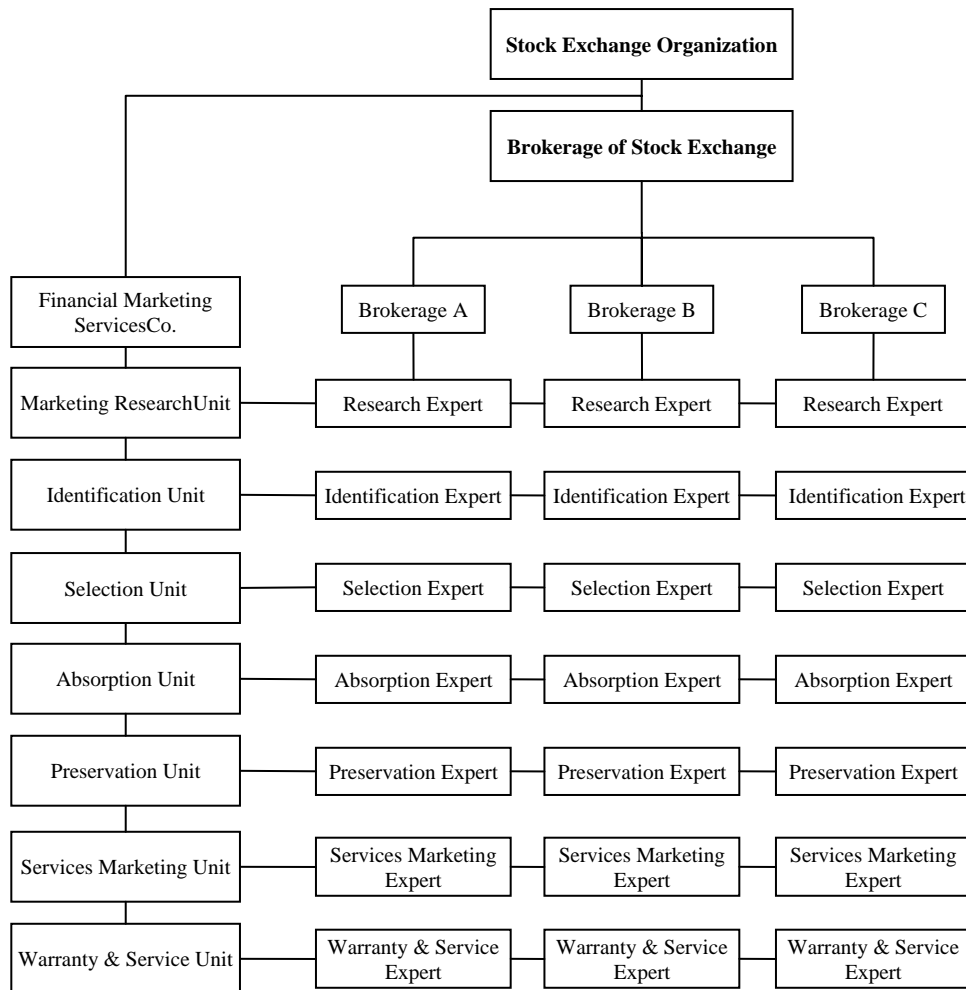 Stock Exchange Organization
Brokerage of Stock Exchange
Financial Marketing
ServicesCo.
Brokerage A
Brokerage B
Brokerage C
Marketing ResearchUnit
Research Expert
Research Expert
Research Expert
Identification Unit
Identification Expert
Identification Expert
Identification Expert
Selection Unit
Selection Expert
Selection Expert
Selection Expert
Absorption Unit
Absorption Expert
Absorption Expert
Absorption Expert
Preservation Unit
Preservation Expert
Preservation Expert
Preservation Expert
Services Marketing Unit
Services Marketing
Expert
Services Marketing
Expert
Services Marketing
Expert
Warranty & Service Unit
Warranty & Service
Expert
Warranty & Service
Expert
Warranty & Service
Expert